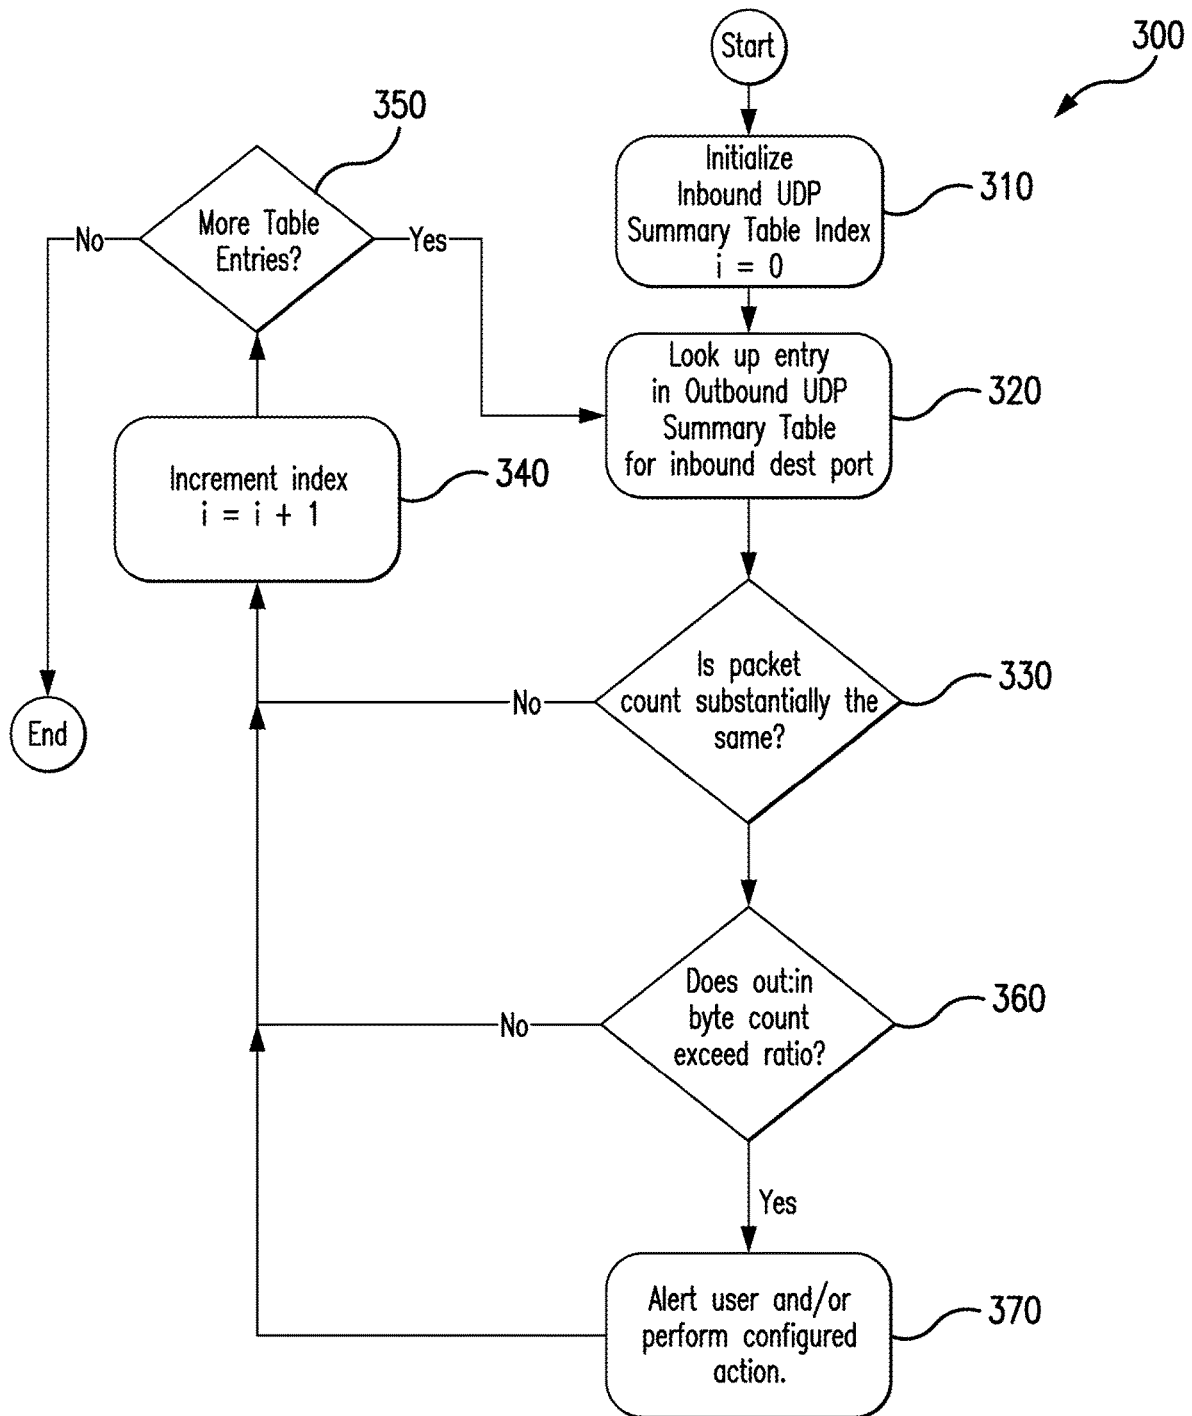 Start
300
350
Initialize
Inbound UDP
Summary Table Index
i = 0
310
More Table
Entries?
No
Yes
Look up entry
in Outbound UDP
Summary Table
for inbound dest port
320
Increment index
i = i + 1
340
Is packet
count substantially the
same?
330
No
End
Does out:in
byte count
exceed ratio?
360
No
Yes
Alert user and/or
perform configured
action.
370